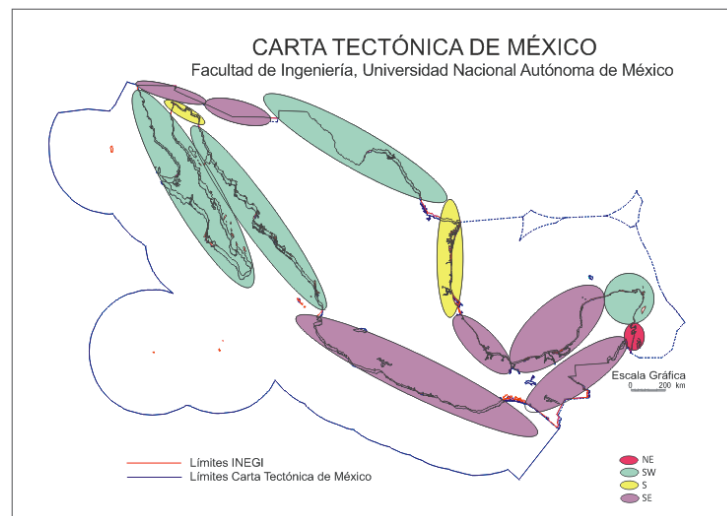 CARTA TECTÓNICA DE MÉXICO
Facultad de Ingeniería, Universidad Nacional Autónoma de México
Escala Gráfica
0 200 km
Límites INEGI
Límites Carta Tectónica de México
NE
SW
S
SE